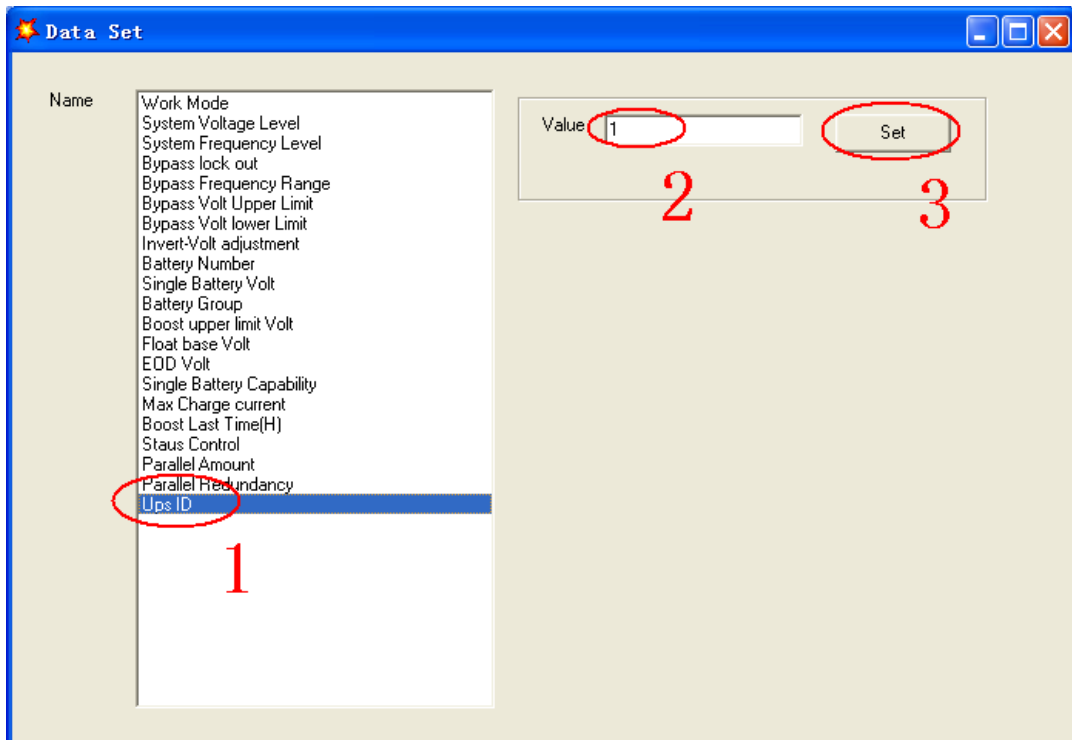 Data Set
Name
Work Mode
System Voltage Level
System Frequency Level
Bypass lock out
Bypass Frequency Range
Bypass Volt Upper Limit
Bypass Volt lower Limit
Invert-Volt adjustment
Battery Number
Single Battery Volt
Battery Group
Boost upper limit Volt
Float base Volt
EOD Volt
Single Battery Capability
Max Charge current
Boost Last Time(H)
Staus Control
Parallel Amount
Parallel Redundancy
Ups ID
1
Value 1
Set
2
3